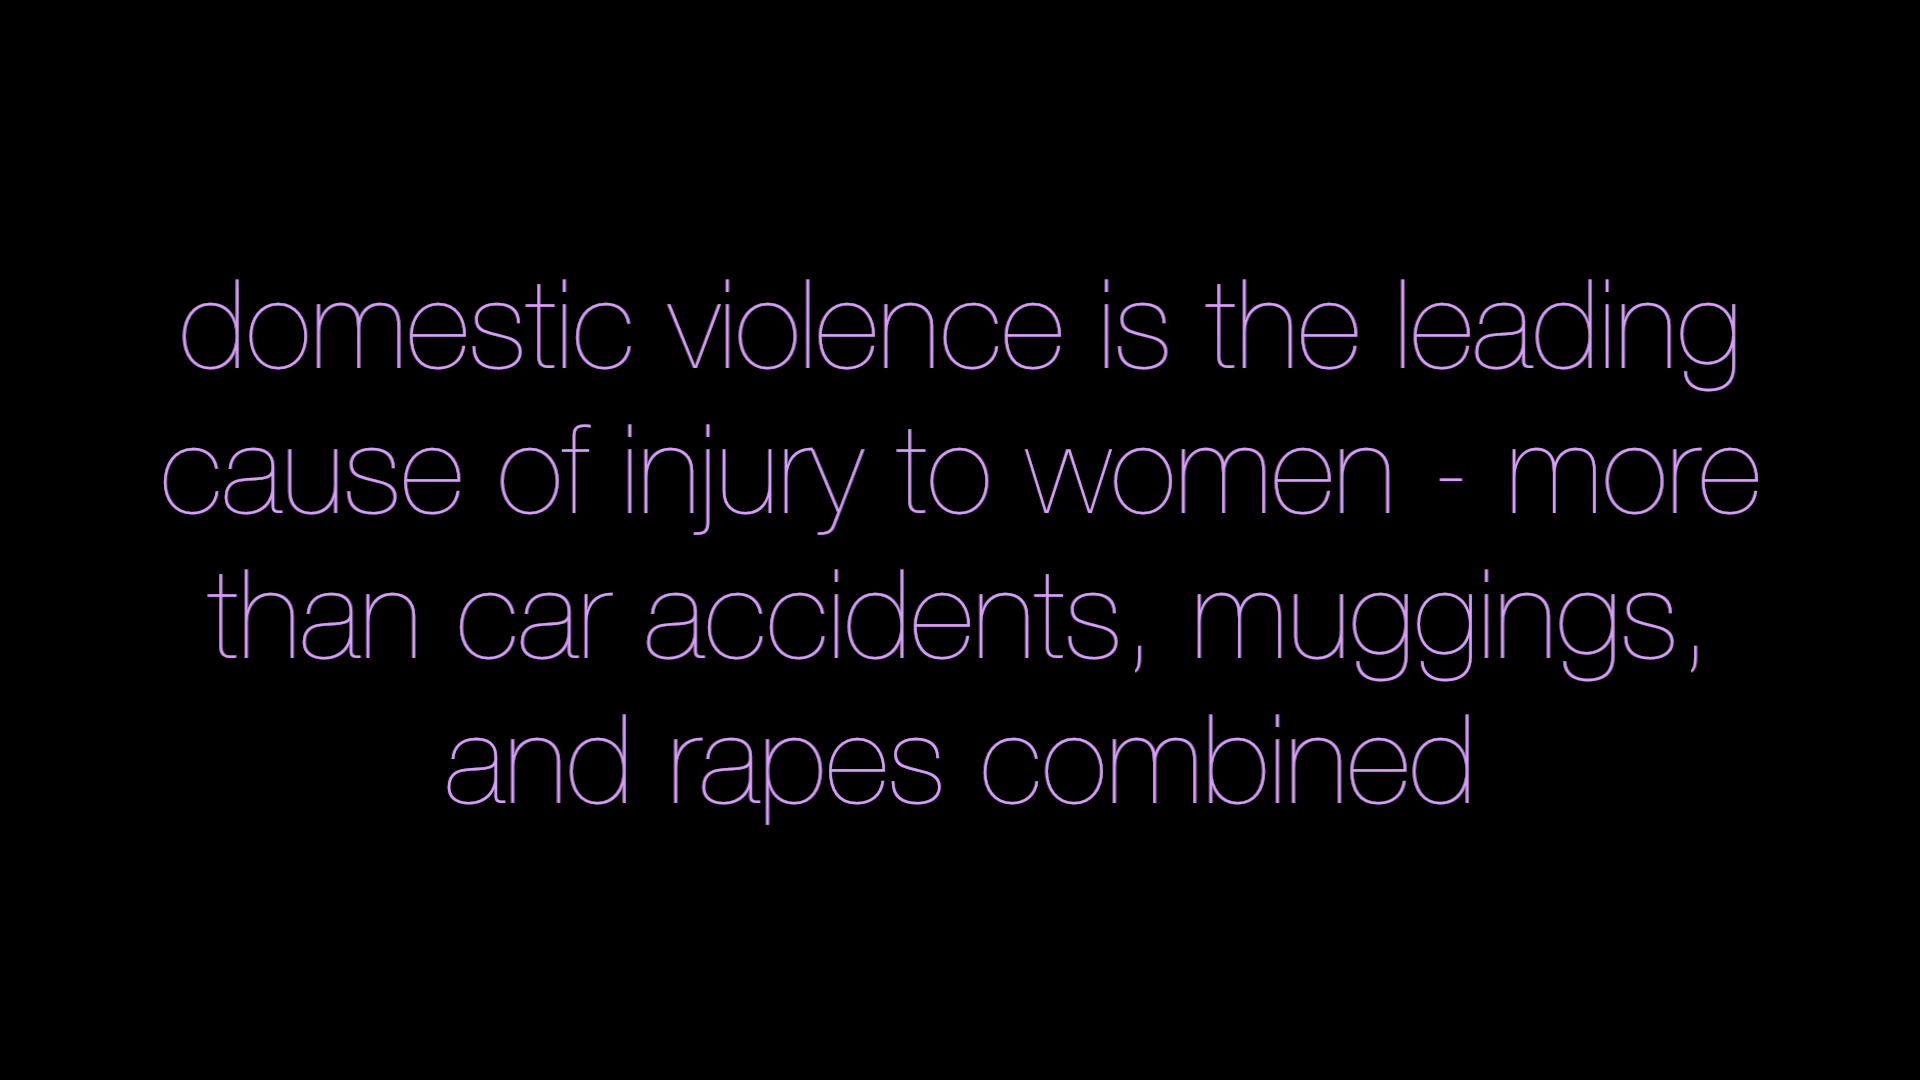 domestic violence is the leading
cause of injury to women - more
than car accidents, muggings,
and rapes combined